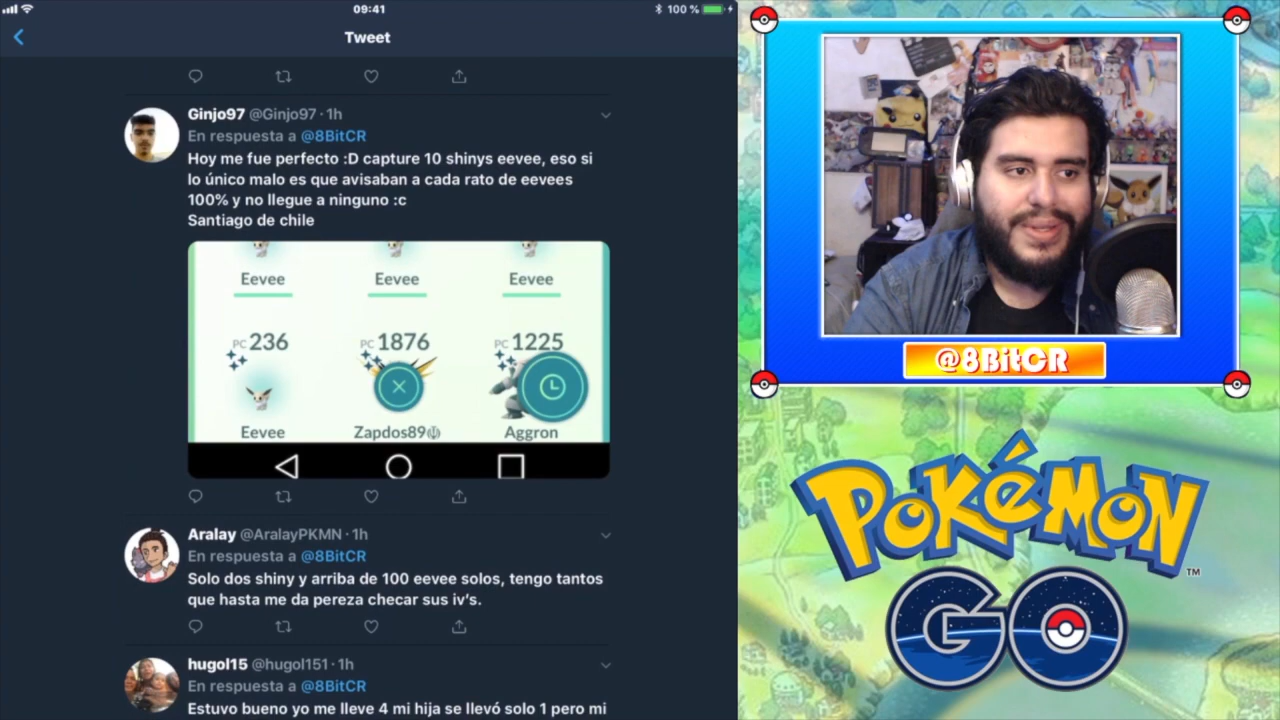 09:41
100 %
Tweet
Ginjo97 @Ginjo97 · 1h
En respuesta a @8BitCR
Hoy me fue perfecto :D capture 10 shinys eevee, eso si
lo único malo es que avisaban a cada rato de eevees
100% y no llegue a ninguno :c
Santiago de chile
Eevee Eevee Eevee
PC 236 PC 1876 PC 1225
Eevee Zapdos89 Aggron
Aralay @AralayPKMN · 1h
En respuesta a @8BitCR
Solo dos shiny y arriba de 100 eevee solos, tengo tantos
que hasta me da pereza checar sus iv's.
hugol15 @hugol151 · 1h
En respuesta a @8BitCR
Estuvo bueno yo me lleve 4 mi hija se llevó solo 1 pero mi
@8BitCR
POKéMON
TM
GO